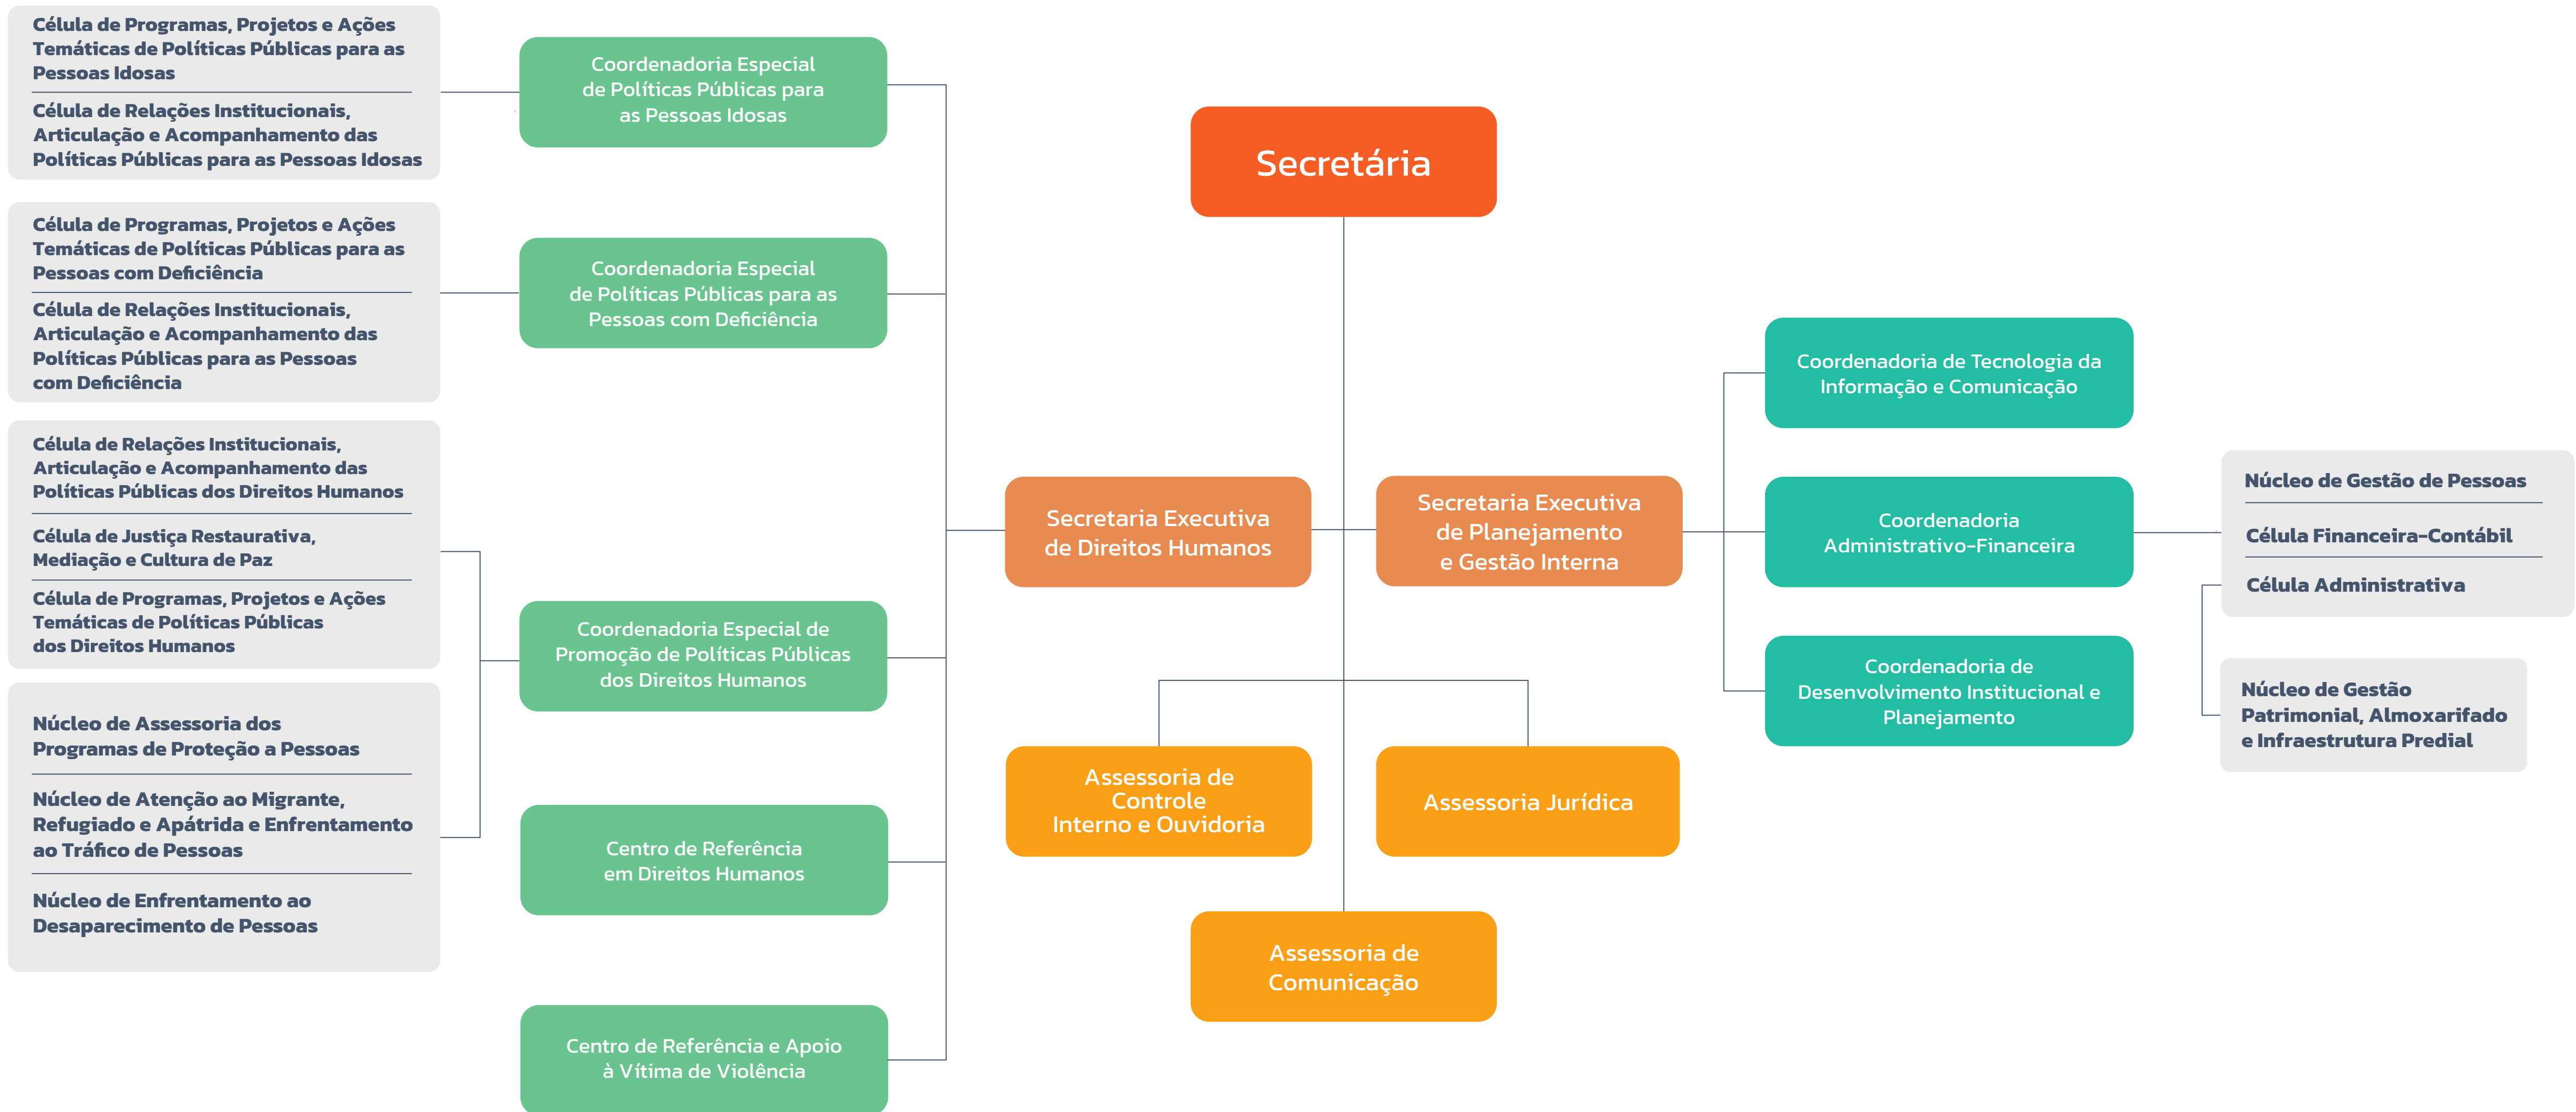 Célula de Programas, Projetos e Ações
Temáticas de Políticas Públicas para as
Pessoas Idosas
Célula de Relações Institucionais,
Articulação e Acompanhamento das
Políticas Públicas para as Pessoas Idosas
Célula de Programas, Projetos e Ações
Temáticas de Políticas Públicas para as
Pessoas com Deficiência
Célula de Relações Institucionais,
Articulação e Acompanhamento das
Políticas Públicas para as Pessoas
com Deficiência
Célula de Relações Institucionais,
Articulação e Acompanhamento das
Políticas Públicas dos Direitos Humanos
Célula de Justiça Restaurativa,
Mediação e Cultura de Paz
Célula de Programas, Projetos e Ações
Temáticas de Políticas Públicas
dos Direitos Humanos
Núcleo de Assessoria dos
Programas de Proteção a Pessoas
Núcleo de Atenção ao Migrante,
Refugiado e Apátrida e Enfrentamento
ao Tráfico de Pessoas
Núcleo de Enfrentamento ao
Desaparecimento de Pessoas
Coordenadoria Especial
de Políticas Públicas para
as Pessoas Idosas
Coordenadoria Especial
de Políticas Públicas para as
Pessoas com Deficiência
Coordenadoria Especial de
Promoção de Políticas Públicas
dos Direitos Humanos
Centro de Referência
em Direitos Humanos
Centro de Referência e Apoio
à Vítima de Violência
Secretária
Secretaria Executiva
de Direitos Humanos
Secretaria Executiva
de Planejamento
e Gestão Interna
Assessoria de
Controle
Interno e Ouvidoria
Assessoria Jurídica
Assessoria de
Comunicação
Coordenadoria de Tecnologia da
Informação e Comunicação
Coordenadoria
Administrativo-Financeira
Coordenadoria de
Desenvolvimento Institucional e
Planejamento
Núcleo de Gestão de Pessoas
Célula Financeira-Contábil
Célula Administrativa
Núcleo de Gestão
Patrimonial, Almoxarifado
e Infraestrutura Predial